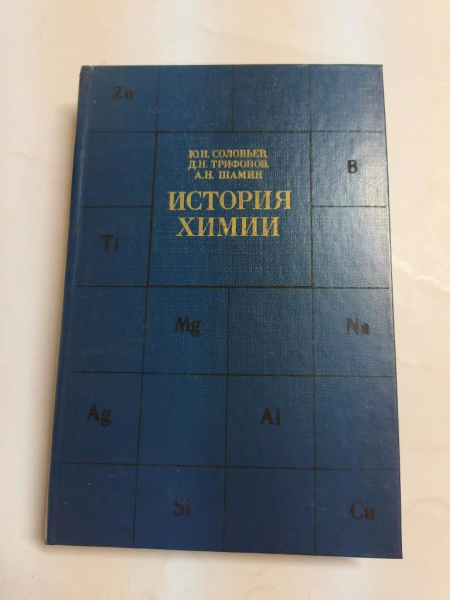 Zn
Ю.И. СОЛОВЬЕВ,
Д.Н. ТРИФОНОВ,
А.Н. ШАМИН
B
ИСТОРИЯ
ХИМИИ
Ti
Mg Na
Ag Al
Si Cu